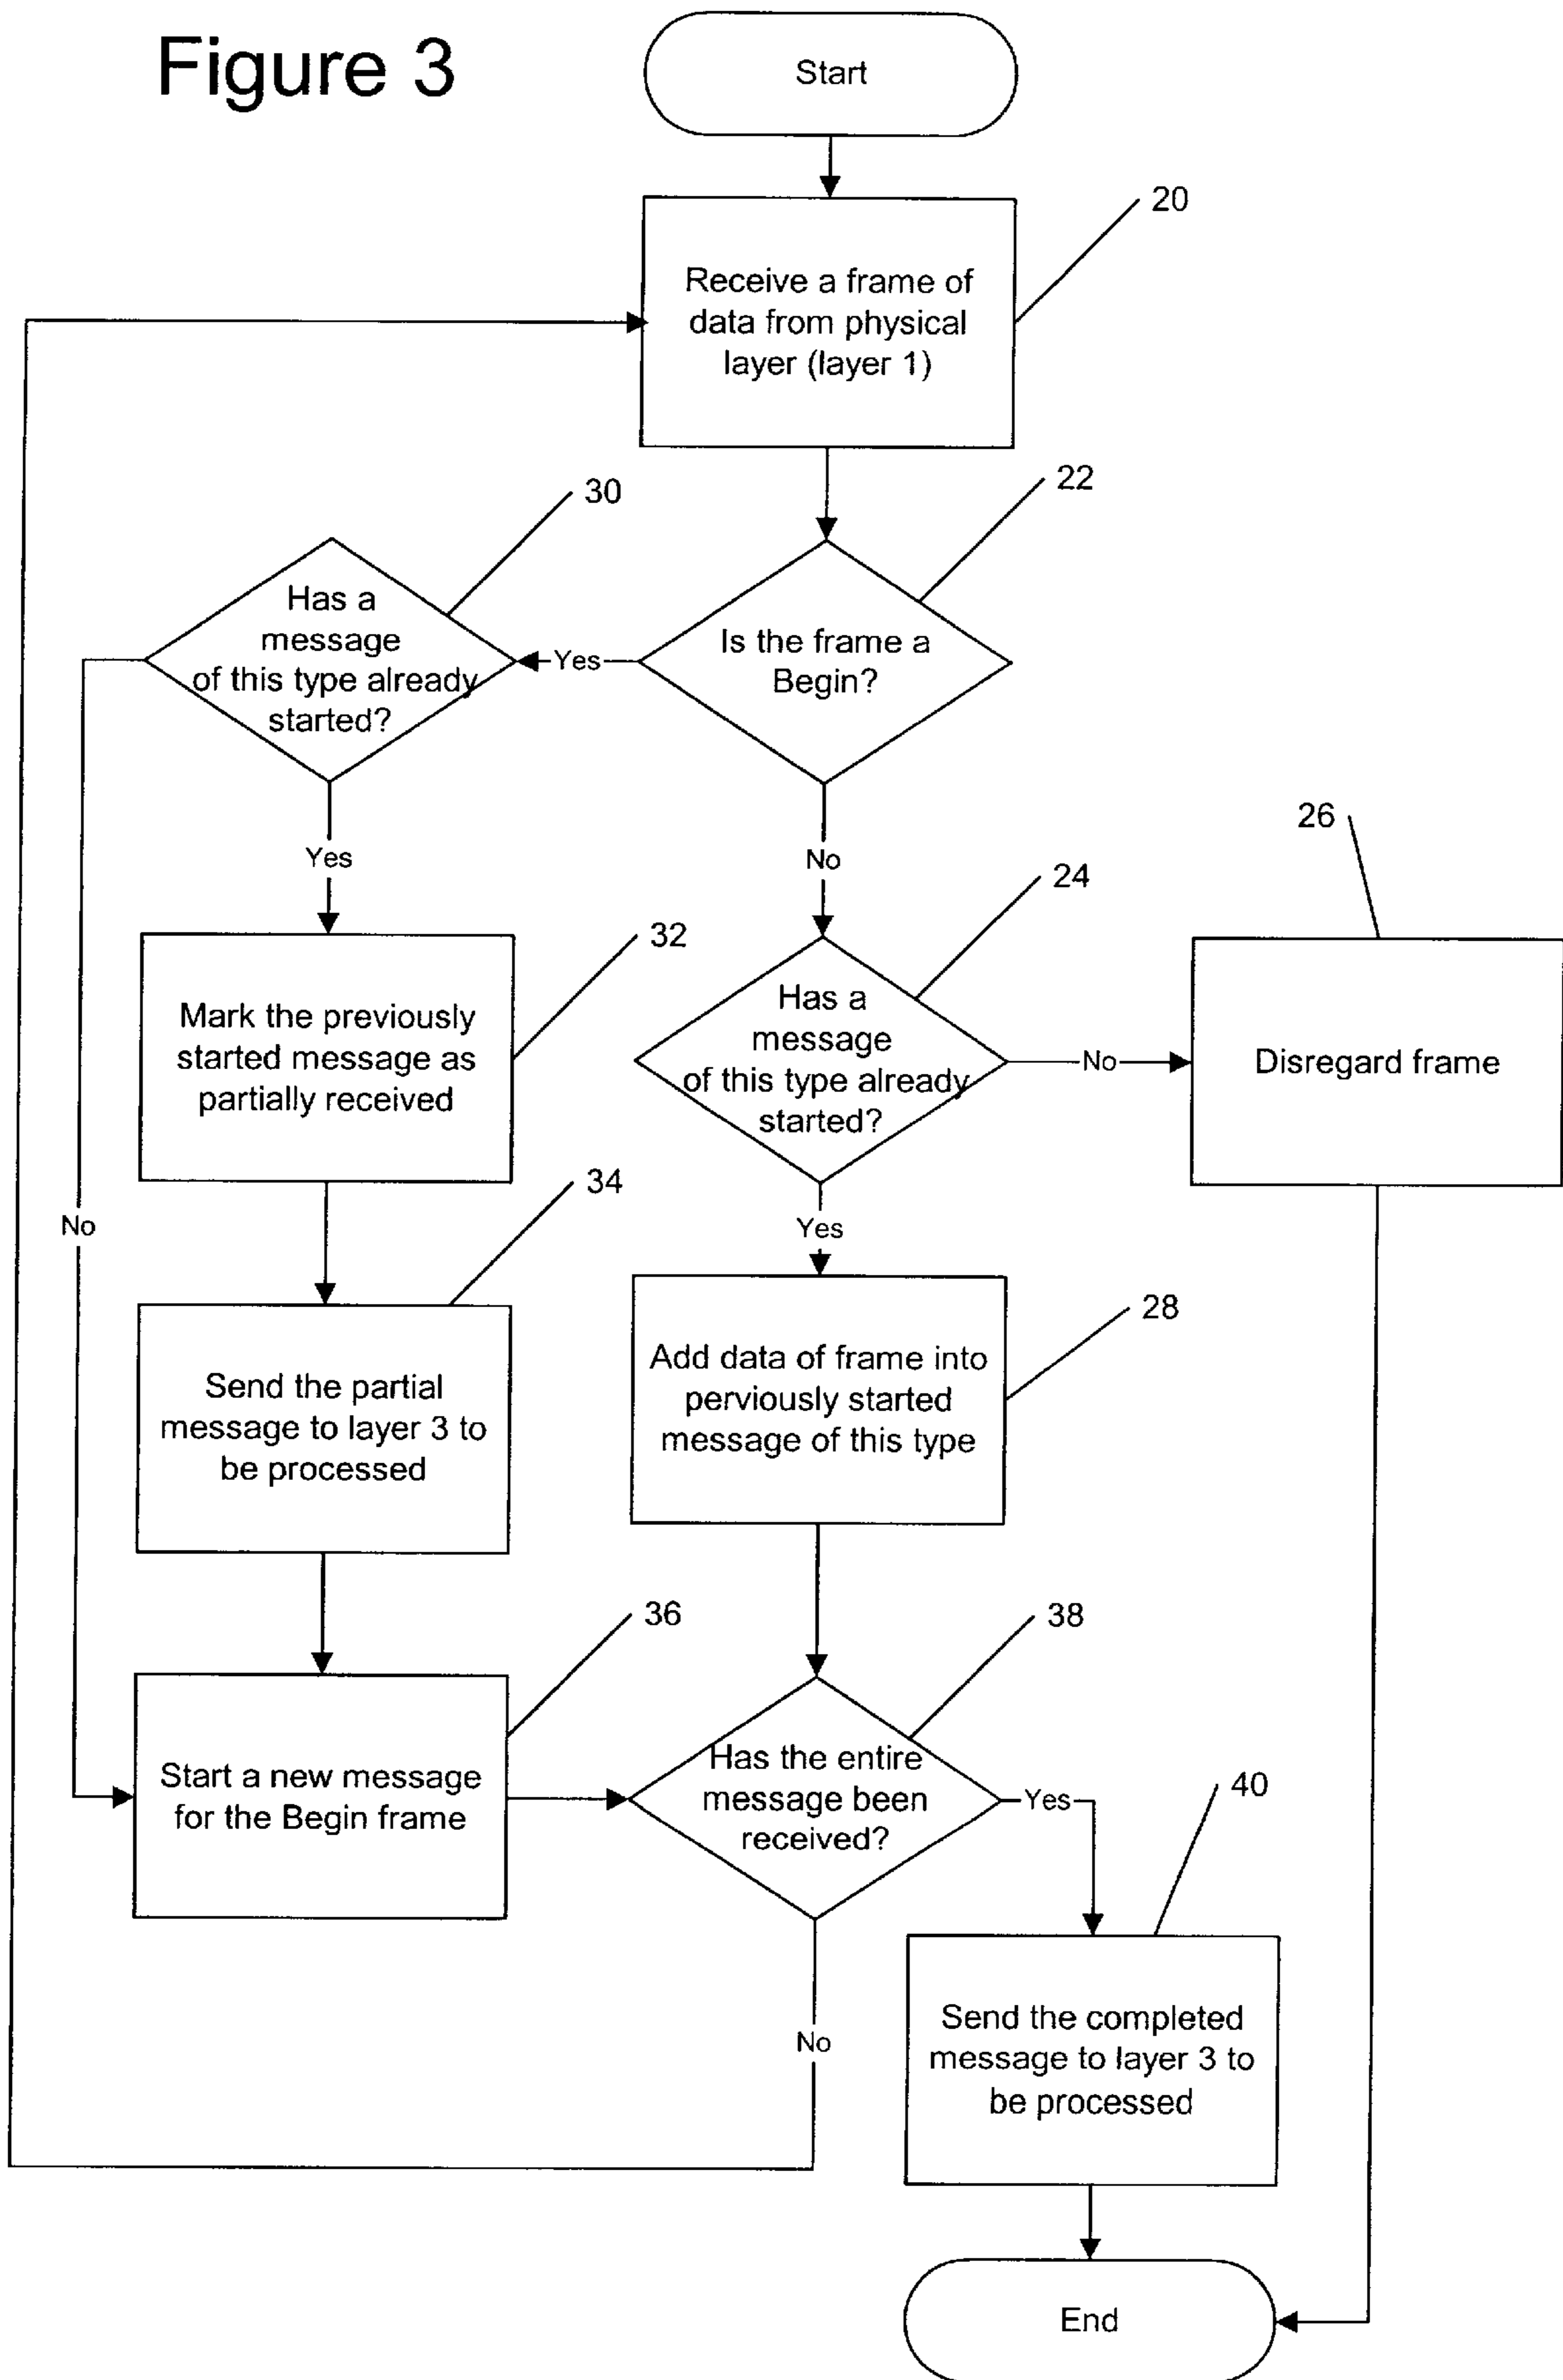 Figure 3
Start
20
Receive a frame of
data from physical
layer (layer 1)
22
30
Has a
message
of this type already
started?
Yes
Is the frame a
Begin?
Yes
No
26
24
32
Mark the previously
started message as
partially received
Has a
message
of this type already
started?
No
Disregard frame
34
No
Yes
28
Send the partial
message to layer 3 to
be processed
Add data of frame into
perviously started
message of this type
36
38
Start a new message
for the Begin frame
Has the entire
message been
received?
Yes
40
No
Send the completed
message to layer 3 to
be processed
End